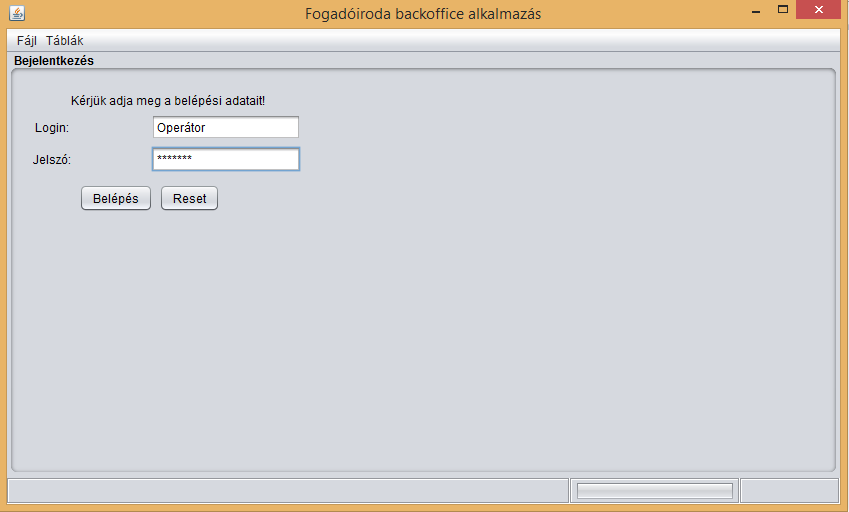 Fogadóiroda backoffice alkalmazás
Fájl Táblák
Bejelentkezés
Kérjük adja meg a belépési adatait!
Login: Operátor
Jelszó: *******
Belépés Reset